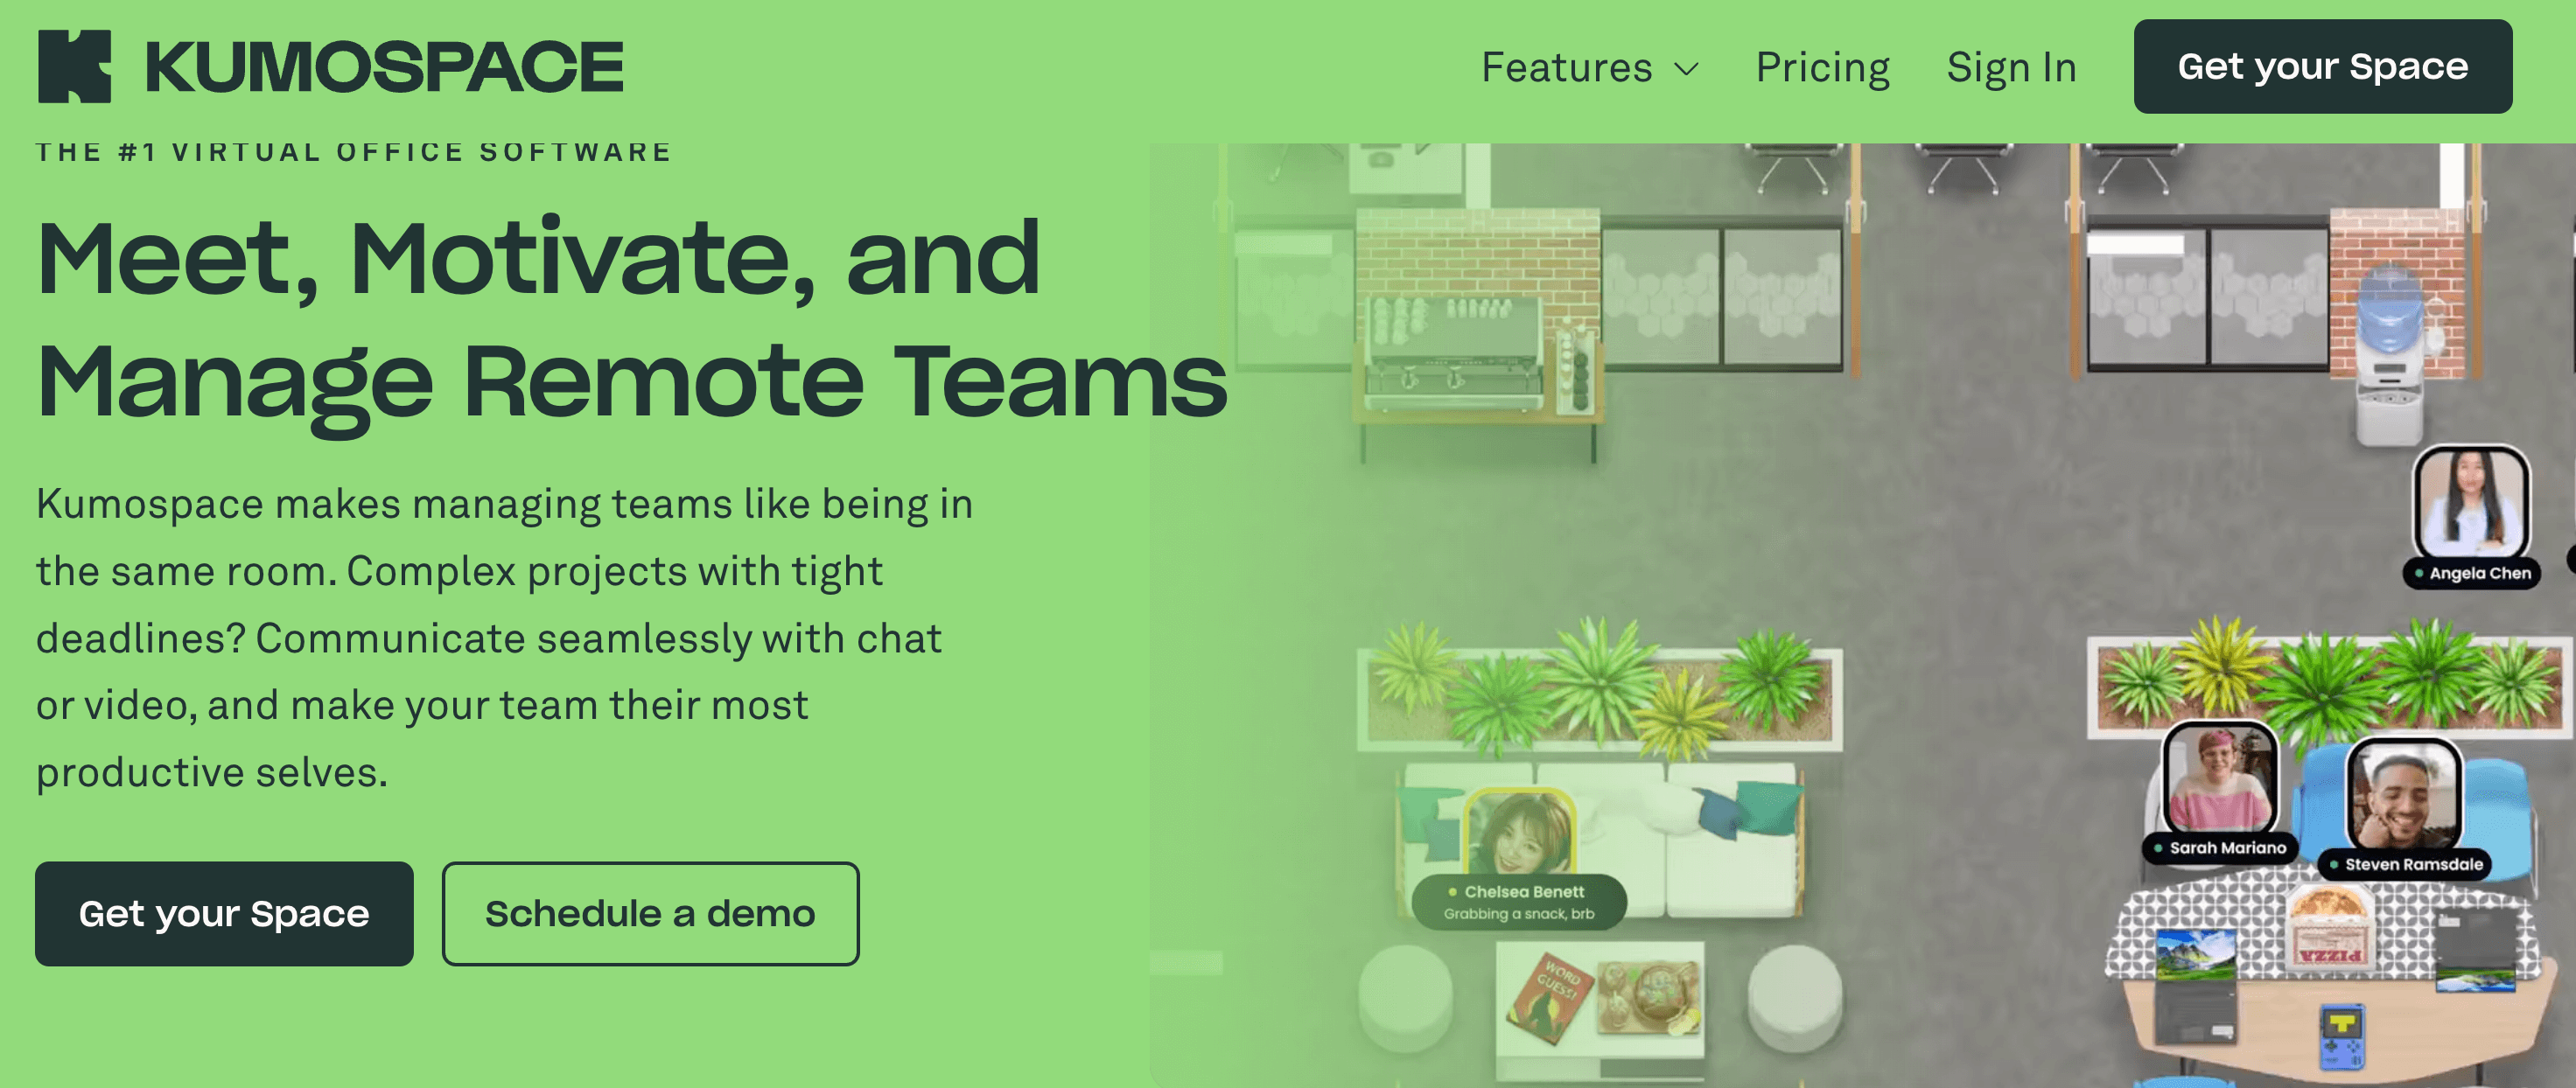 KUMOSPACE
Features
Pricing
Sign In
Get your Space
THE #1 VIRTUAL OFFICE SOFTWARE
Meet, Motivate, and
Manage Remote Teams
Kumospace makes managing teams like being in
the same room. Complex projects with tight
deadlines? Communicate seamlessly with chat
or video, and make your team their most
productive selves.
Get your Space
Schedule a demo
Angela Chen
Sarah Mariano
Steven Ramsdale
Chelsea Benett
Grabbing a snack, brb
WORD
GUESS!
PIZZA